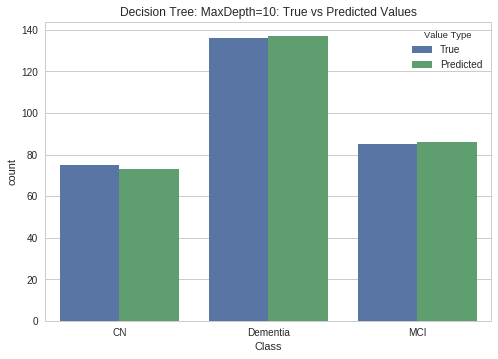 Decision Tree: MaxDepth=10: True vs Predicted Values
Value Type
True
Predicted
count
140
120
100
80
60
40
20
0
CN
Dementia
MCI
Class